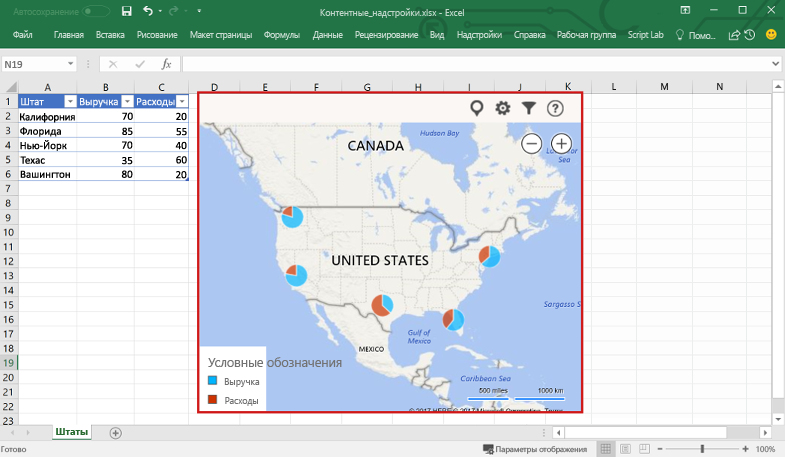 Автосохранение
Контентные_надстройки.xlsx - Excel
Файл Главная Вставка Рисование Макет страницы Формулы Данные Рецензирование Вид Надстройки Справка Рабочая группа Script Lab Помо...
N19 fx
A B C D E F G H I J K L M N
1 Штат Выручка Расходы
2 Калифорния 70 20
3 Флорида 85 55
4 Нью-Йорк 70 40
5 Техас 35 60
6 Вашингтон 80 20
7
8
9
10
11
12
13
14
15
16
17
18
19
20
21
22
23
Hudson Bay
CANADA
Sea
UNITED STATES
Sargasso S
Gulf of
Mexico
MEXICO
Caribbean Sea
500 miles 1000 km
© 2017 HERE © 2017 Microsoft Corporation Terms
Условные обозначения
Выручка
Расходы
Штаты
Готово
Параметры отображения
100%